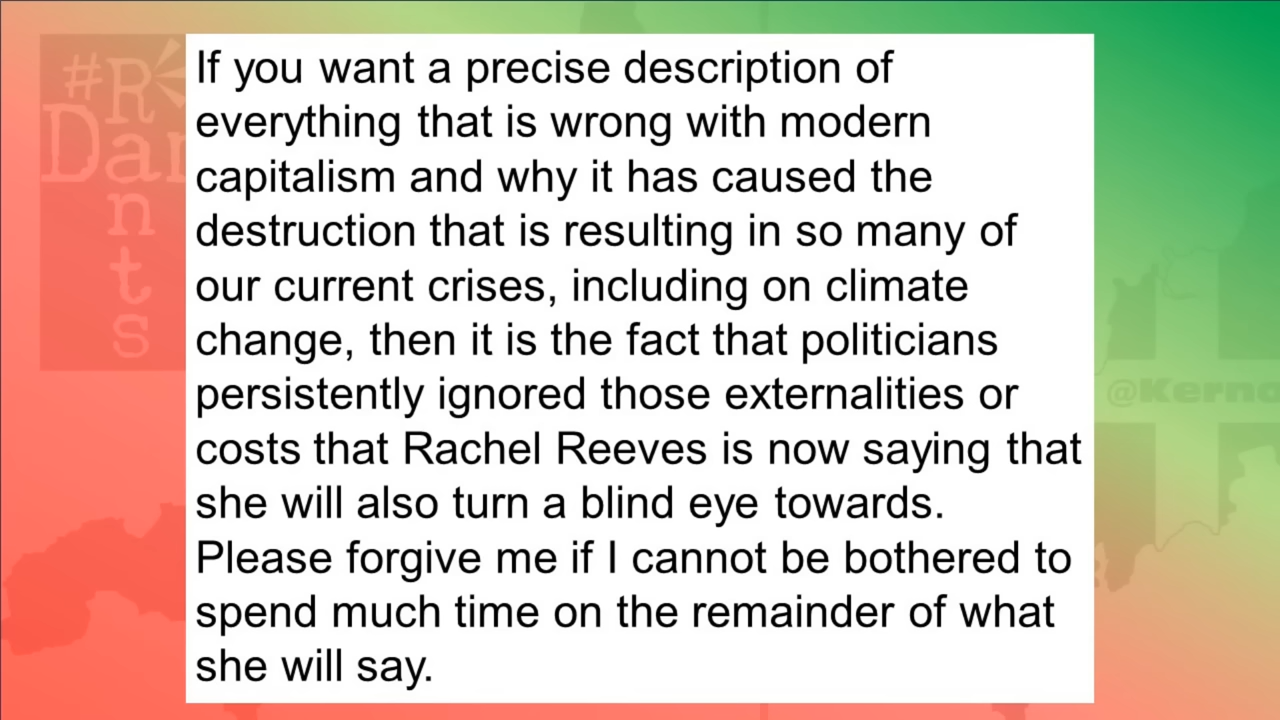 #R
Dar
n
t
s
If you want a precise description of
everything that is wrong with modern
capitalism and why it has caused the
destruction that is resulting in so many of
our current crises, including on climate
change, then it is the fact that politicians
persistently ignored those externalities or
costs that Rachel Reeves is now saying that
she will also turn a blind eye towards.
Please forgive me if I cannot be bothered to
spend much time on the remainder of what
she will say.
@Kerno